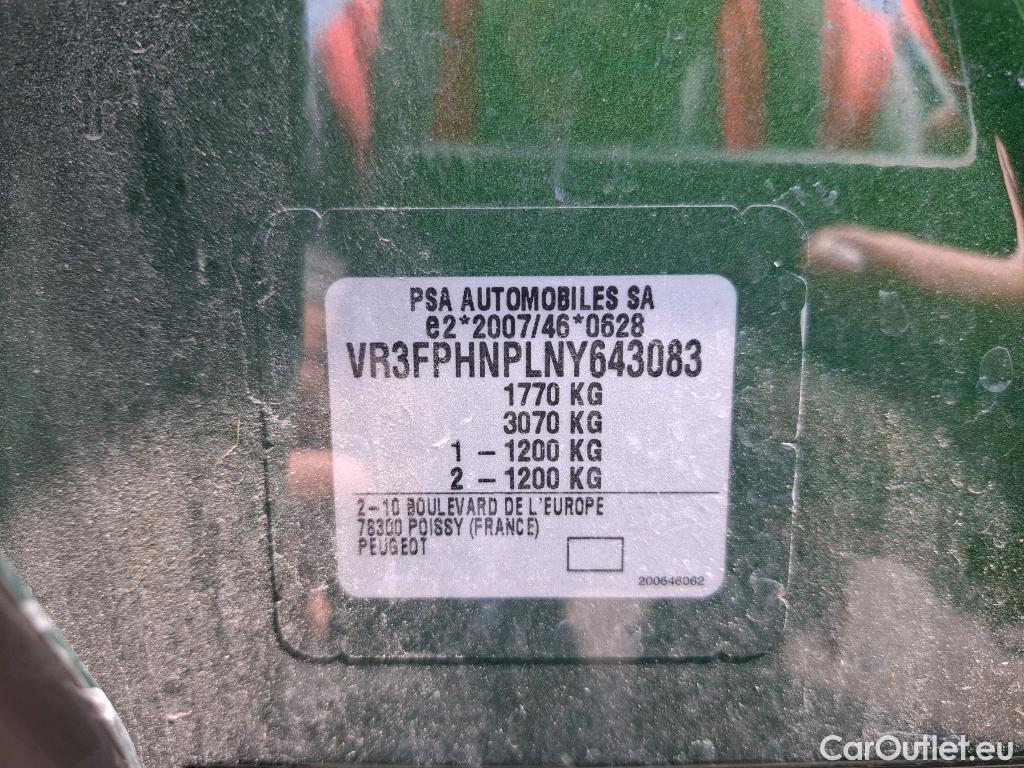 PSA AUTOMOBILES SA
e2*2007/46*0628
VR3FPHNPLNY643083
1770 KG
3070 KG
1 - 1200 KG
2 - 1200 KG
2-10 BOULEVARD DE L'EUROPE
78300 POISSY (FRANCE)
PEUGEOT
200646062
CarOutlet.eu